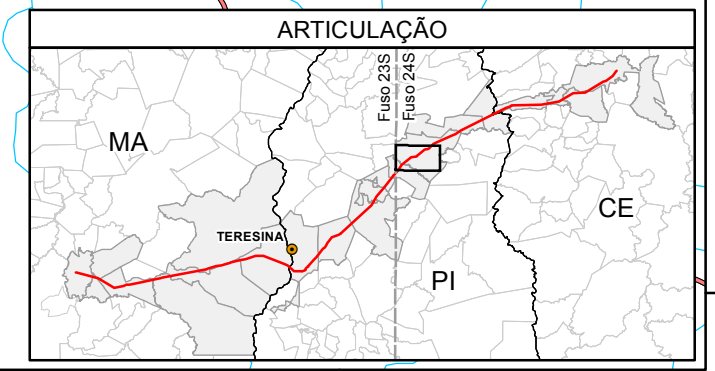 ARTICULAÇÃO
Fuso 23S
Fuso 24S
MA
CE
TERESINA
PI